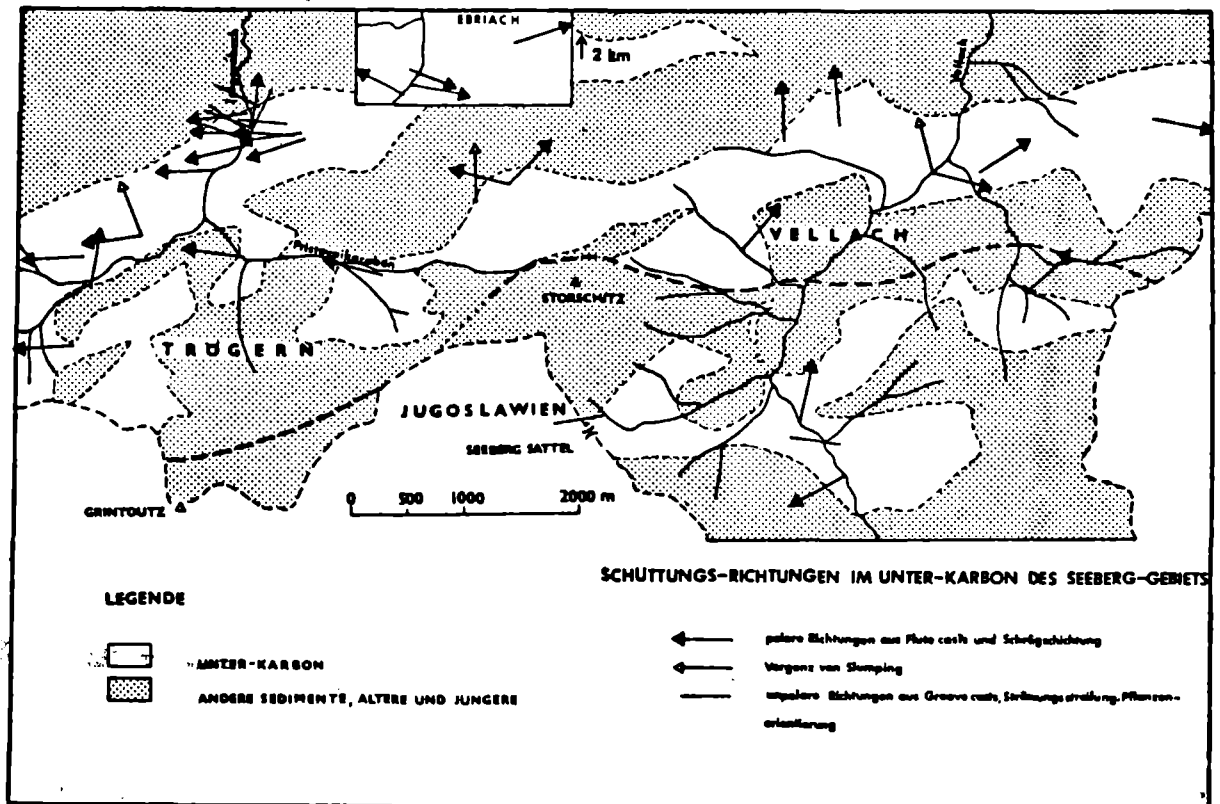 EBRIACH
2 km
VELLACH
STORSCHITZ
TRÖGERN
JUGOSLAWIEN
SEEBERG SATTEL
0 500 1000 2000 m
GRINTOUTZ
SCHÜTTUNGS-RICHTUNGEN IM UNTER-KARBON DES SEEBERG-GEBIETS
LEGENDE
UNTER-KARBON
ANDERE SEDIMENTE, ÄLTERE UND JÜNGERE
polare Richtungen aus Flute casts und Schrägschichtung
Vergenz von Slumping
unpolare Richtungen aus Groove casts, Strömungsstreifung, Pflanzen-
orientierung